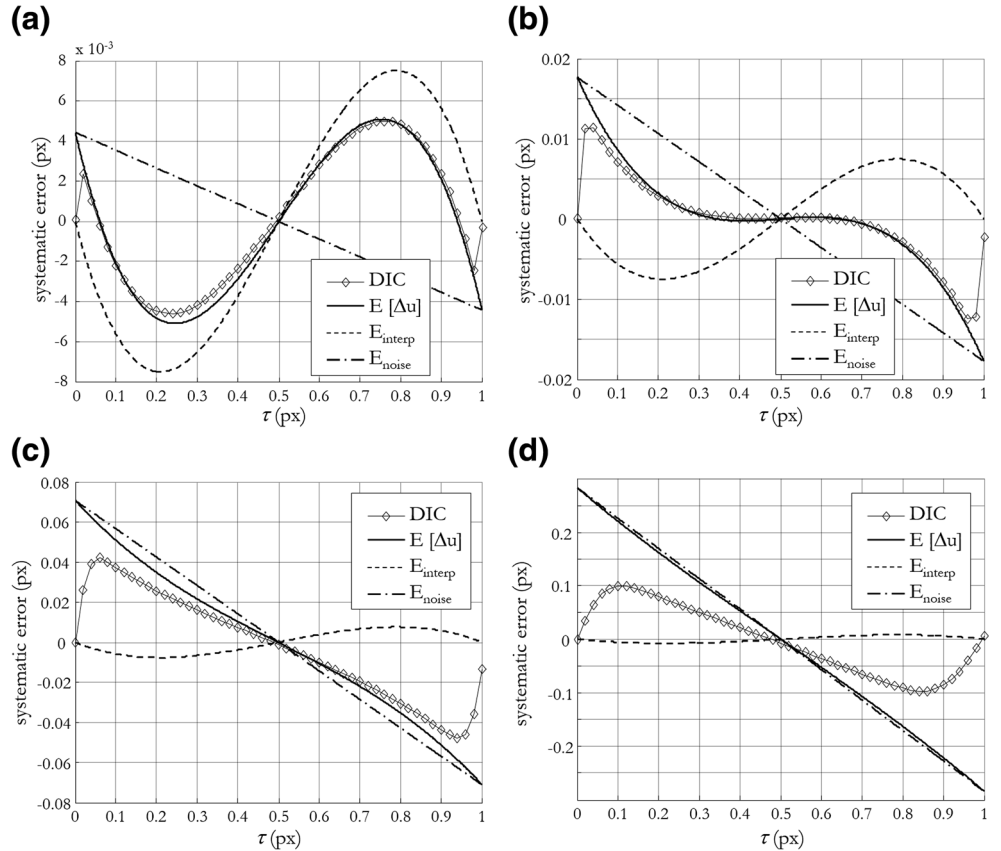 (a)
x 10⁻³
8
6
4
2
0
-2
-4
-6
-8
systematic error (px)
0 0.1 0.2 0.3 0.4 0.5 0.6 0.7 0.8 0.9 1
τ (px)
DIC
E [Δu]
E_interp
E_noise
(b)
0.02
0.01
0
-0.01
-0.02
systematic error (px)
0 0.1 0.2 0.3 0.4 0.5 0.6 0.7 0.8 0.9 1
τ (px)
DIC
E [Δu]
E_interp
E_noise
(c)
0.08
0.06
0.04
0.02
0
-0.02
-0.04
-0.06
-0.08
systematic error (px)
0 0.1 0.2 0.3 0.4 0.5 0.6 0.7 0.8 0.9 1
τ (px)
DIC
E [Δu]
E_interp
E_noise
(d)
0.2
0.1
0
-0.1
-0.2
systematic error (px)
0 0.1 0.2 0.3 0.4 0.5 0.6 0.7 0.8 0.9 1
τ (px)
DIC
E [Δu]
E_interp
E_noise